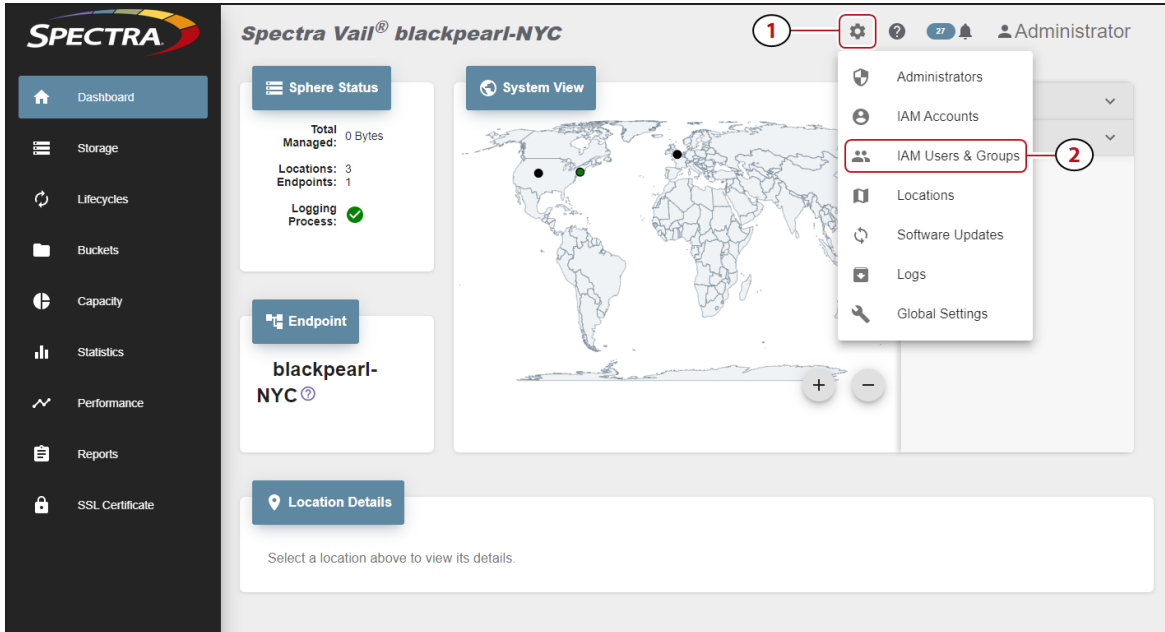 SPECTRA
Spectra Vail® blackpearl-NYC
1
27
Administrator
Dashboard
Storage
Lifecycles
Buckets
Capacity
Statistics
Performance
Reports
SSL Certificate
Sphere Status
Total
Managed:
0 Bytes
Locations: 3
Endpoints: 1
Logging
Process:
System View
Administrators
IAM Accounts
IAM Users & Groups
2
Locations
Software Updates
Logs
Global Settings
Endpoint
blackpearl-
NYC
+ −
Location Details
Select a location above to view its details.